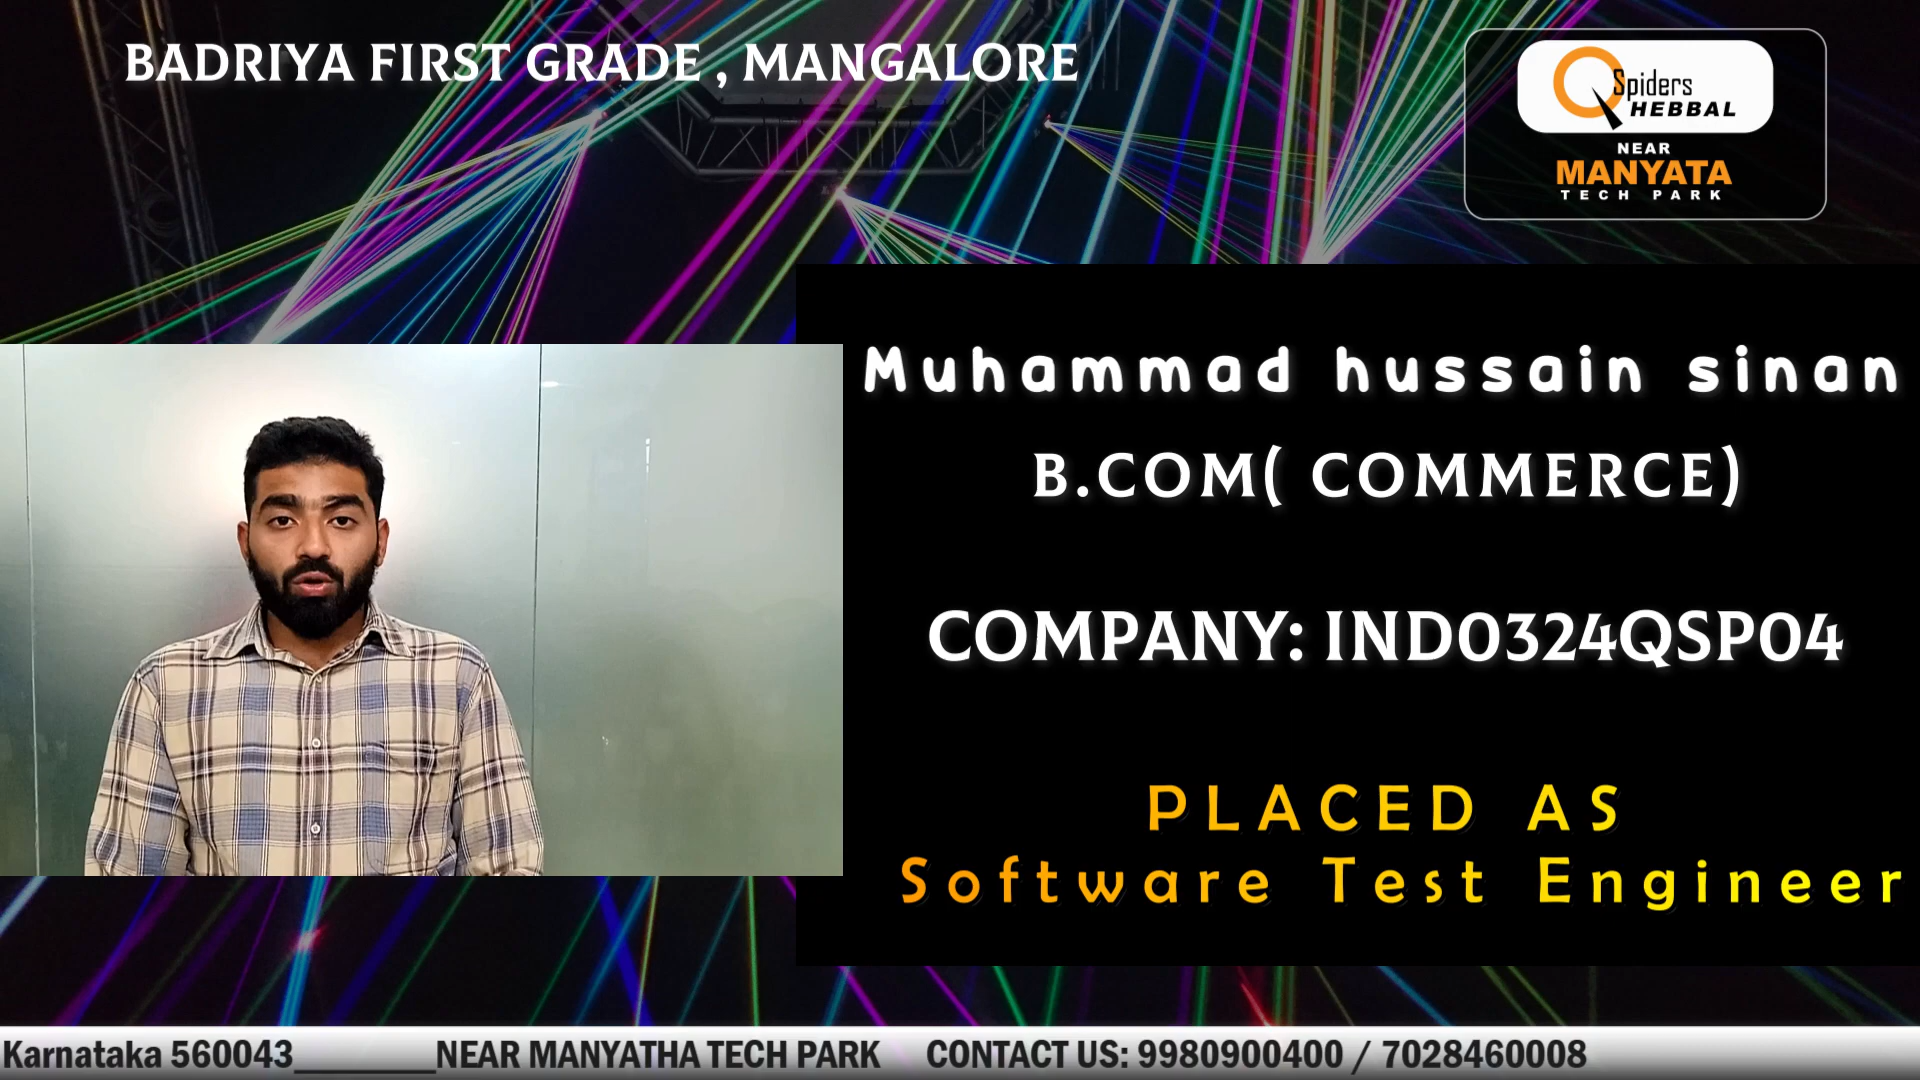 BADRIYA FIRST GRADE , MANGALORE
QSpiders
HEBBAL
NEAR
MANYATA
TECH PARK
Muhammad hussain sinan
B.COM( COMMERCE)
COMPANY: IND0324QSP04
PLACED AS
Software Test Engineer
Karnataka 560043________NEAR MANYATHA TECH PARK CONTACT US: 9980900400 / 7028460008